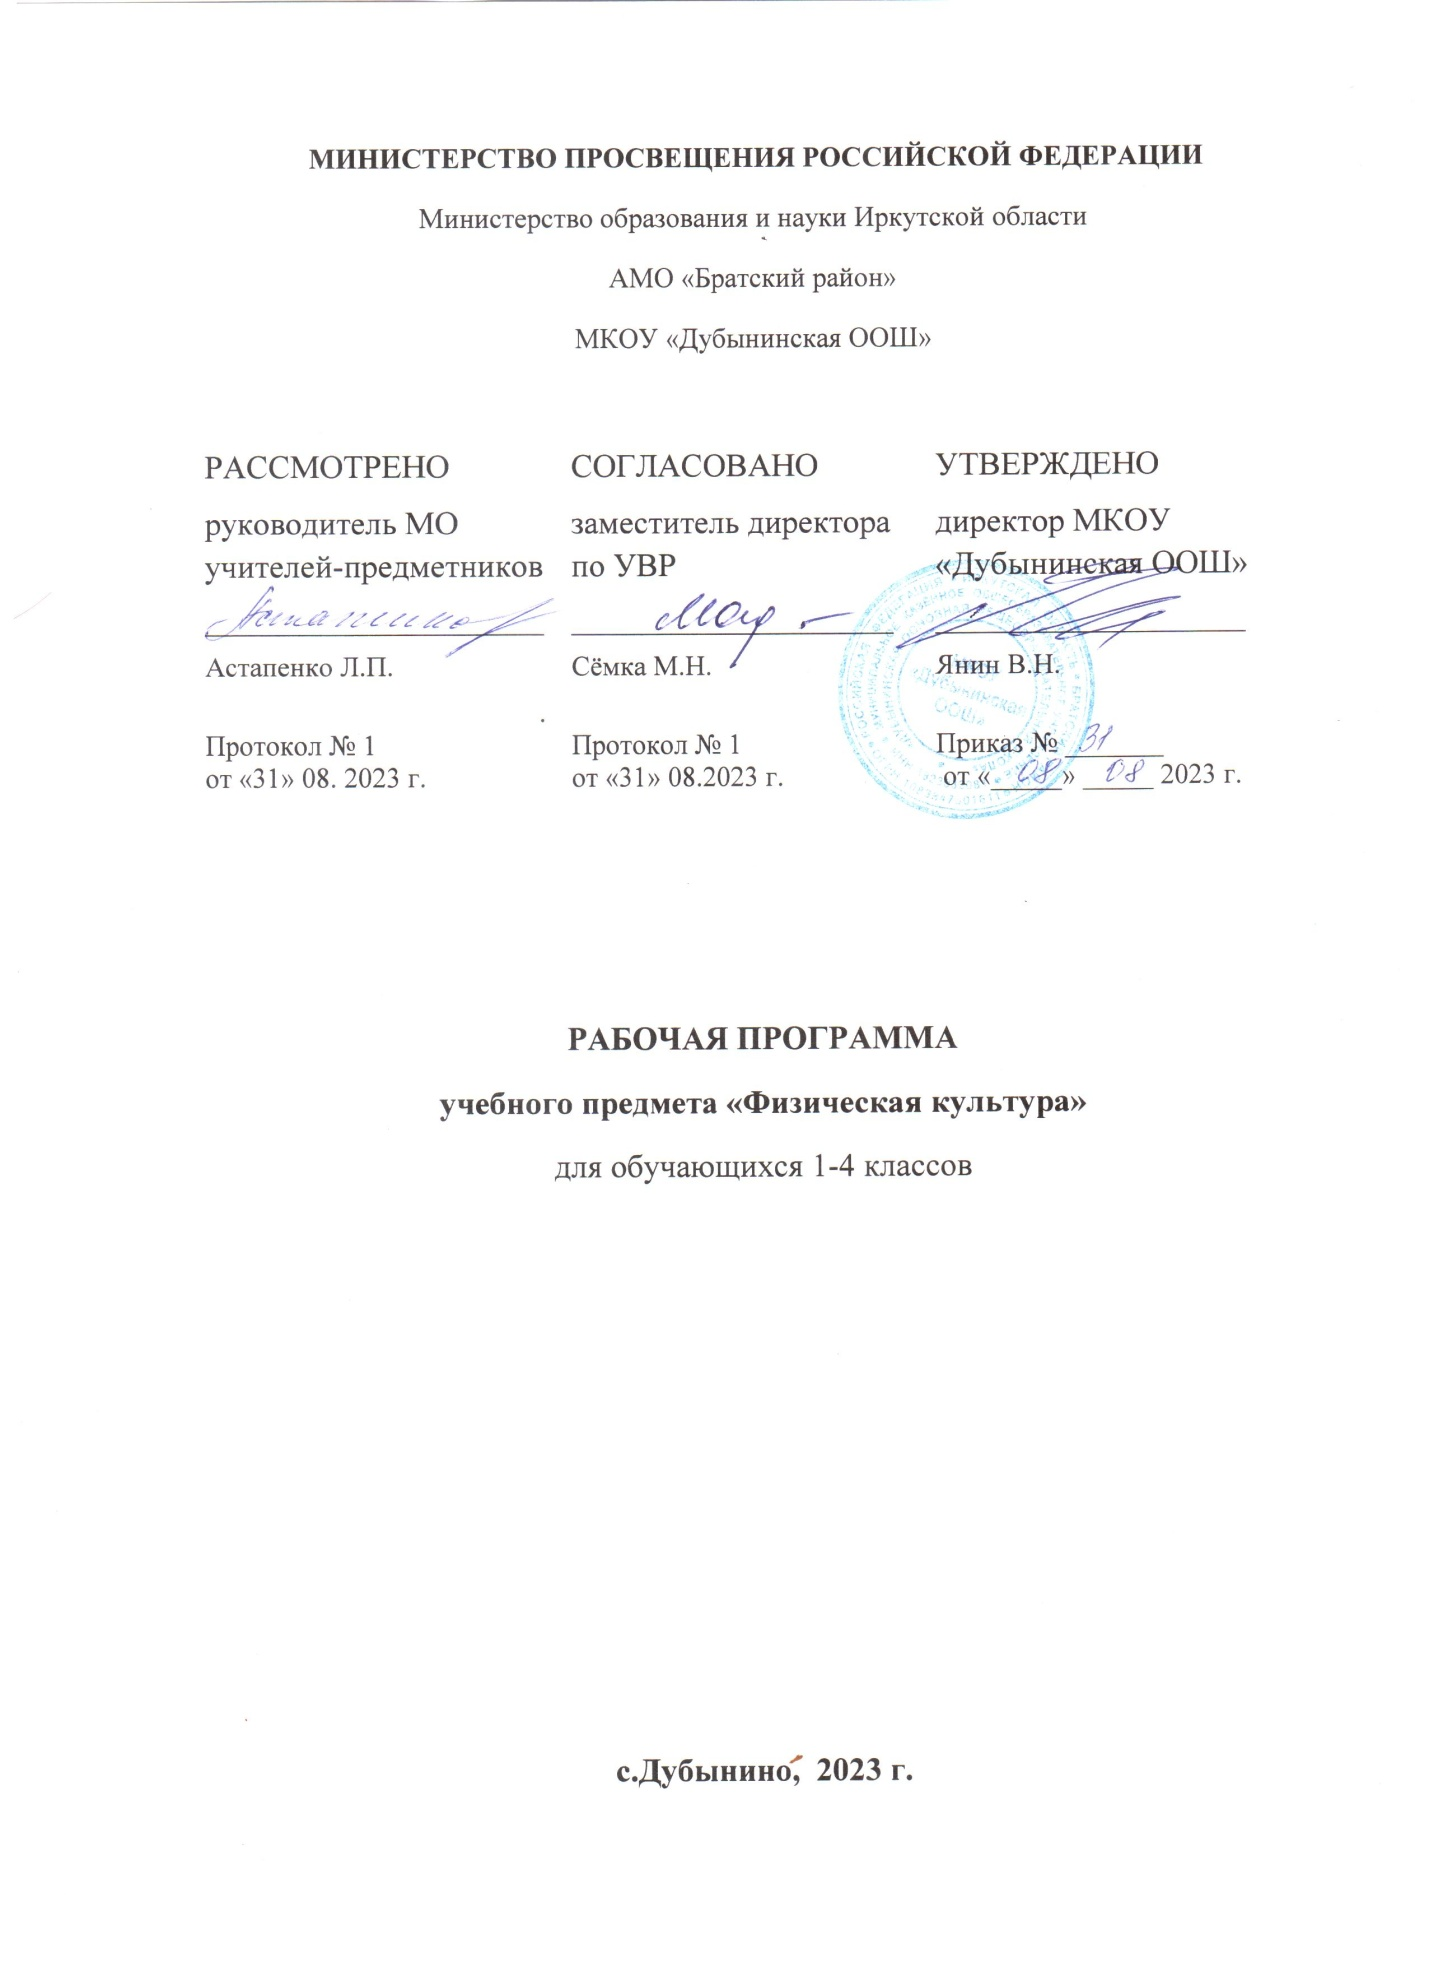 МИНИСТЕРСТВО ПРОСВЕЩЕНИЯ РОССИЙСКОЙ ФЕДЕРАЦИИ
Министерство образования и науки Иркутской области
АМО «Братский район»
МКОУ «Дубынинская ООШ»
РАССМОТРЕНО
руководитель МО
учителей-предметников
Астапенко Л.П.
Протокол № 1
от «31» 08. 2023 г.
СОГЛАСОВАНО
заместитель директора
по УВР
Сёмка М.Н.
Протокол № 1
от «31» 08.2023 г.
УТВЕРЖДЕНО
директор МКОУ
«Дубынинская ООШ»
Янин В.Н.
Приказ № 31
от «08» 08 2023 г.
«Дубынинская
ООШ»
РАБОЧАЯ ПРОГРАММА
учебного предмета «Физическая культура»
для обучающихся 1-4 классов
с.Дубынино, 2023 г.